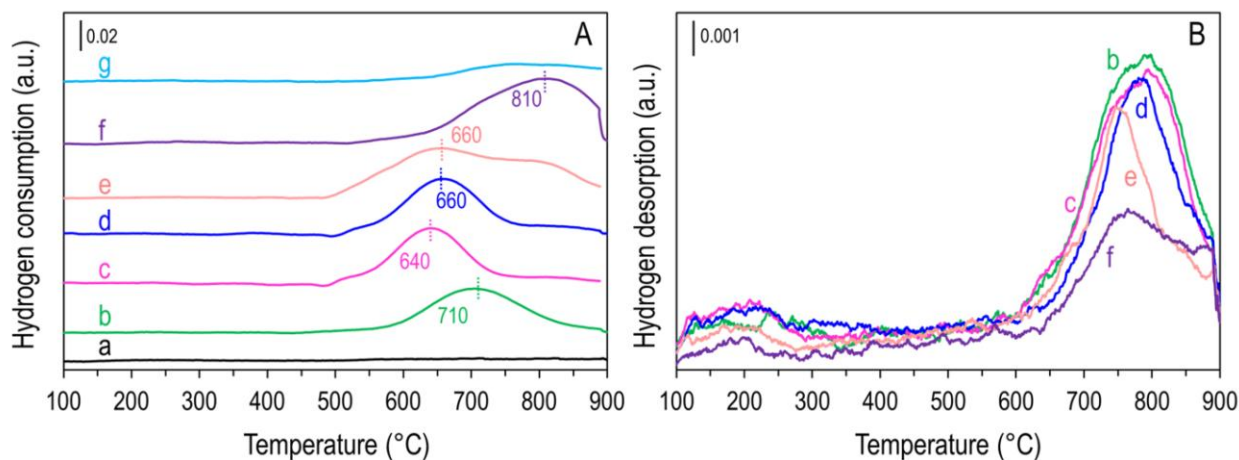 Hydrogen consumption (a.u.)
0.02
A
g
f
810
e
660
d
660
c
640
b
710
a
100 200 300 400 500 600 700 800 900
Temperature (°C)
Hydrogen desorption (a.u.)
0.001
B
b
d
c
e
f
100 200 300 400 500 600 700 800 900
Temperature (°C)